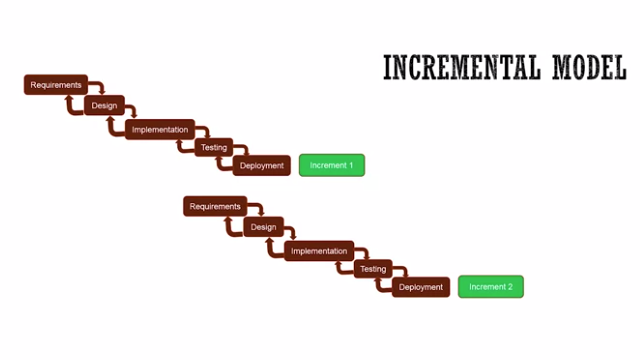 INCREMENTAL MODEL
Requirements
Design
Implementation
Testing
Deployment
Increment 1
Requirements
Design
Implementation
Testing
Deployment
Increment 2